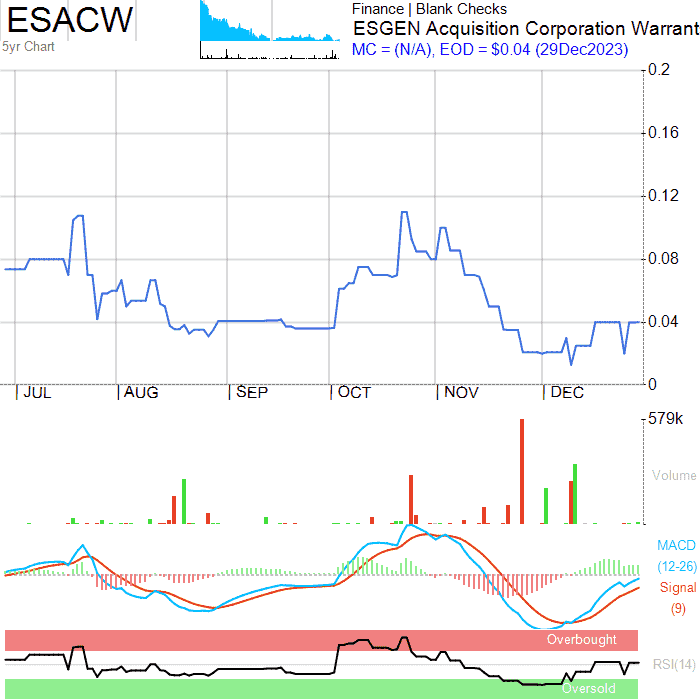 ESACW
5yr Chart
Finance | Blank Checks
ESGEN Acquisition Corporation Warrant
MC = (N/A), EOD = $0.04 (29Dec2023)
0.2
0.16
0.12
0.08
0.04
0
JUL AUG SEP OCT NOV DEC
579k
Volume
MACD
(12-26)
Signal
(9)
Overbought
RSI(14)
Oversold